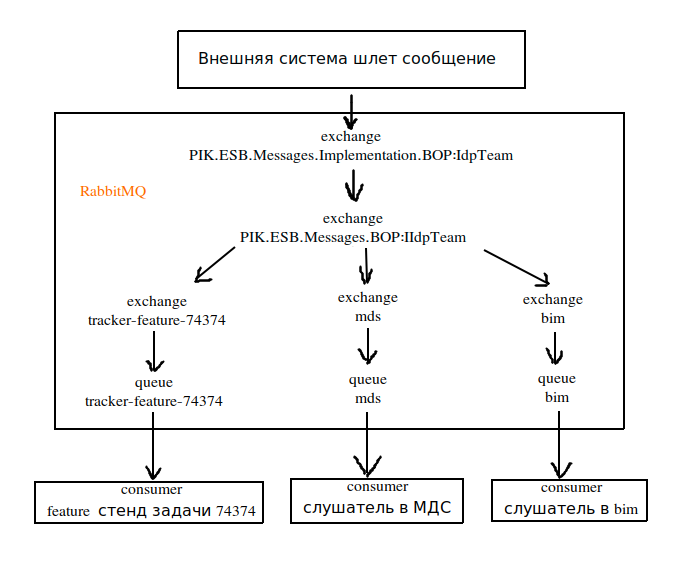 Внешняя система шлет сообщение
exchange
PIK.ESB.Messages.Implementation.BOP:IdpTeam
RabbitMQ
exchange
PIK.ESB.Messages.BOP:IIdpTeam
exchange
tracker-feature-74374
exchange
mds
exchange
bim
queue
tracker-feature-74374
queue
mds
queue
bim
consumer
feature стенд задачи 74374
consumer
слушатель в МДС
consumer
слушатель в bim